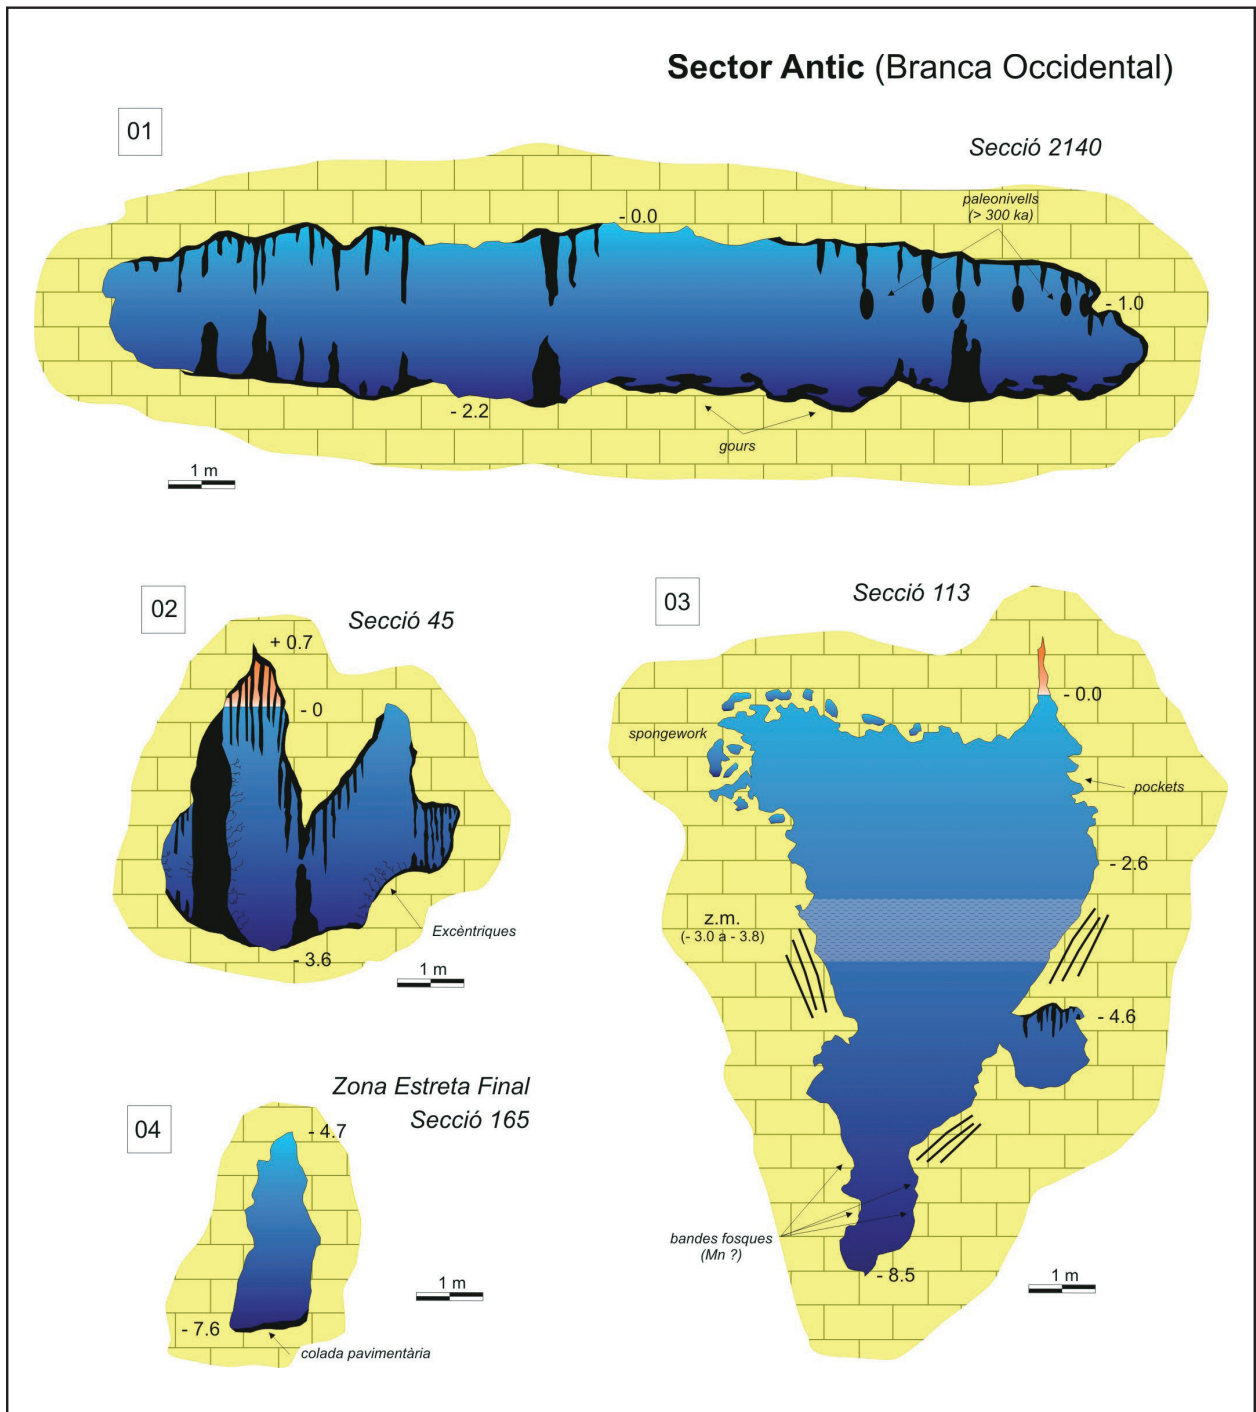 Sector Antic (Branca Occidental)
01
Secció 2140
paleonivells
(> 300 ka)
- 0.0
- 1.0
- 2.2
gours
1 m
02
Secció 45
+ 0.7
- 0
Excèntriques
- 3.6
1 m
03
Secció 113
- 0.0
spongework
pockets
- 2.6
z.m.
(- 3.0 a - 3.8)
- 4.6
bandes fosques
(Mn ?)
- 8.5
1 m
Zona Estreta Final
Secció 165
04
- 4.7
1 m
- 7.6
colada pavimentària